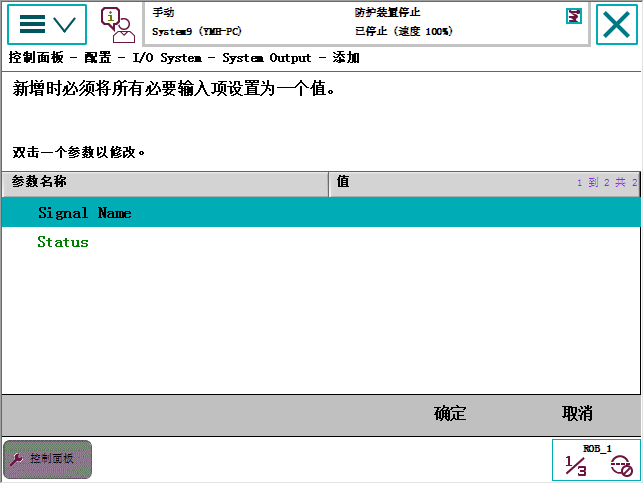 手动
防护装置停止
System9 (YMH-PC)
已停止 (速度 100%)
控制面板 - 配置 - I/O System - System Output - 添加
新增时必须将所有必要输入项设置为一个值。
双击一个参数以修改。
参数名称
值
1 到 2 共 2
Signal Name
Status
确定
取消
控制面板
ROB_1
1/3